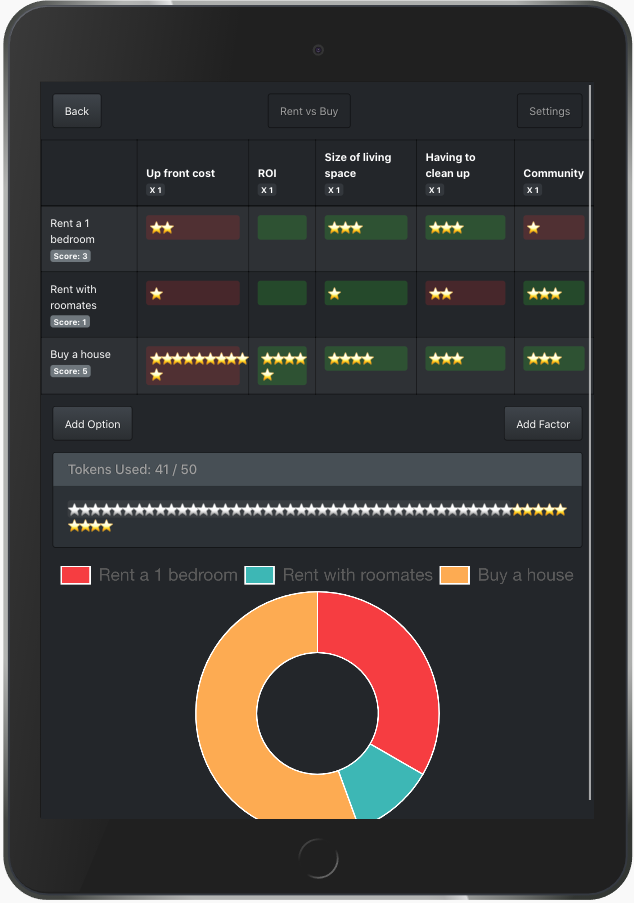 Back
Rent vs Buy
Settings
Up front cost
X 1
ROI
X 1
Size of living
space
X 1
Having to
clean up
X 1
Community
X 1
Rent a 1
bedroom
Score: 3
Rent with
roomates
Score: 1
Buy a house
Score: 5
Add Option
Add Factor
Tokens Used: 41 / 50
Rent a 1 bedroom
Rent with roomates
Buy a house